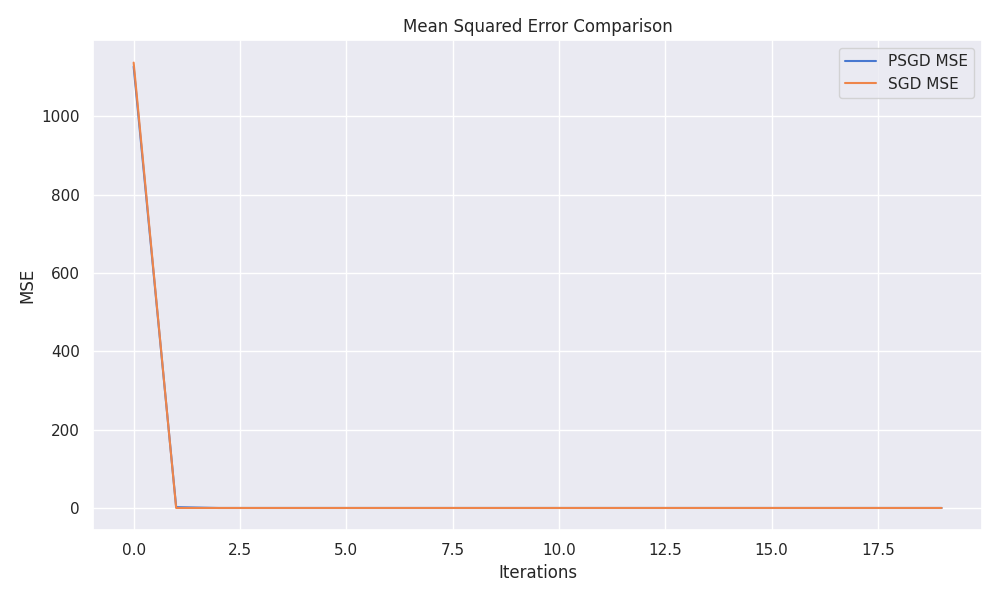 Mean Squared Error Comparison
PSGD MSE
SGD MSE
1000
800
600
400
200
0
MSE
0.0 2.5 5.0 7.5 10.0 12.5 15.0 17.5
Iterations